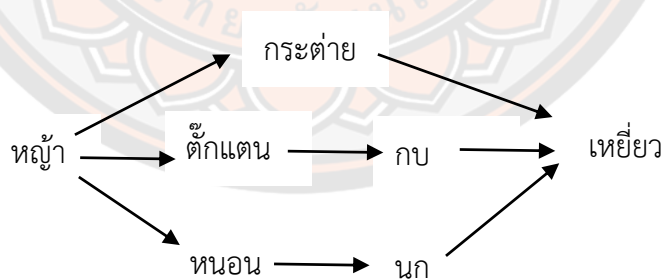 กระต่าย
หญ้า ตั๊กแตน กบ เหยี่ยว
หนอน นก